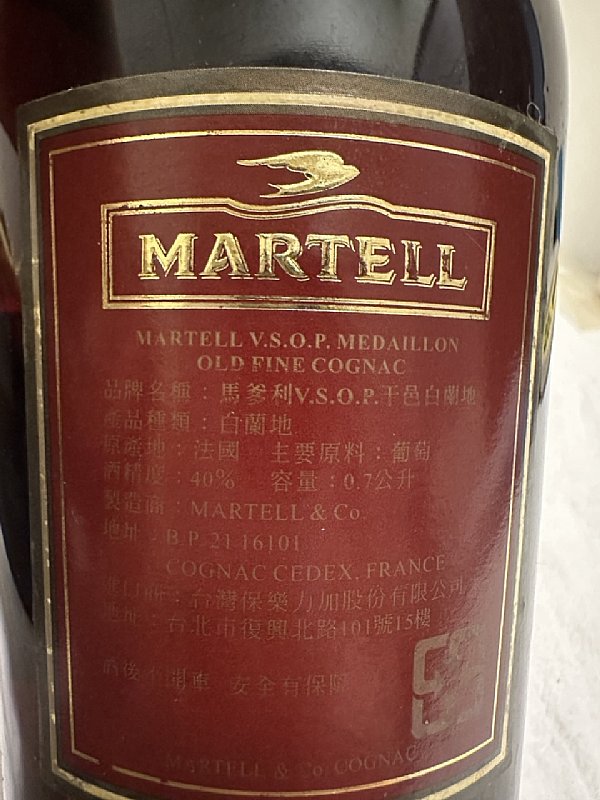 MARTELL
MARTELL V.S.O.P. MEDAILLON
OLD FINE COGNAC
品牌名稱：馬爹利V.S.O.P.干邑白蘭地
產品種類：白蘭地
原產地：法國 主要原料：葡萄
酒精度：40% 容量：0.7公升
製造商：MARTELL & Co.
地址：B.P. 21 16101
COGNAC CEDEX, FRANCE
進口商：台灣保樂力加股份有限公司
地址：台北市復興北路101號15樓
酒後不開車 安全有保障
MARTELL & Co. COGNAC